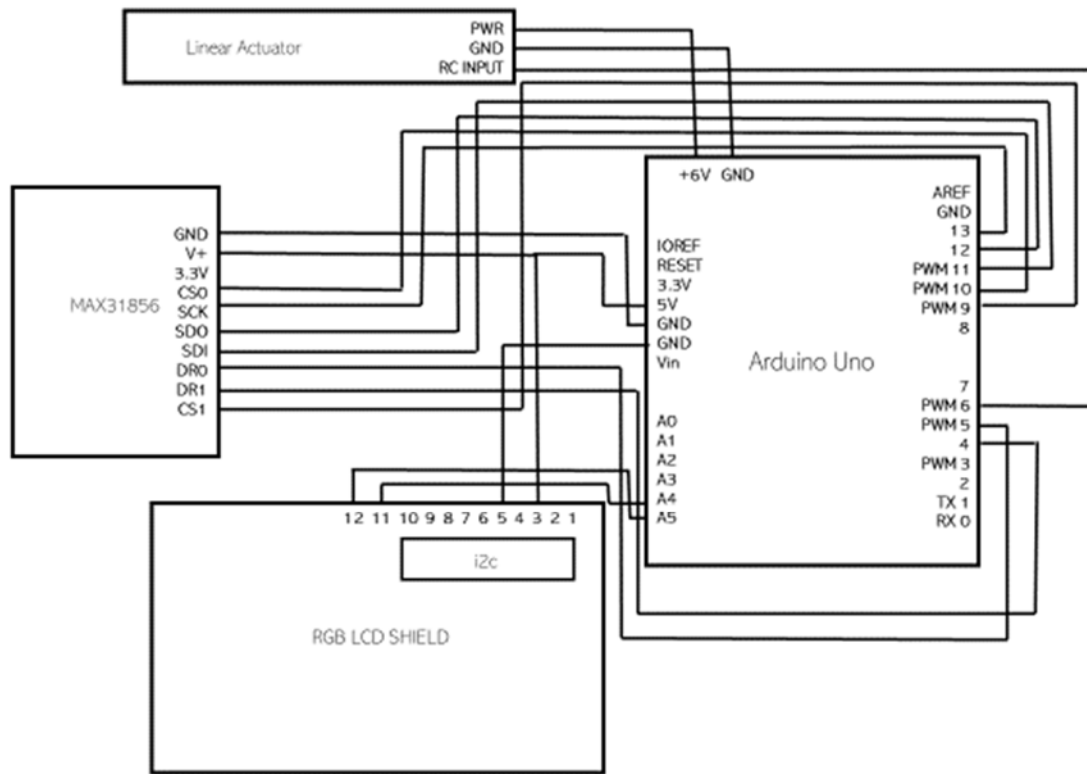 Linear Actuator
PWR
GND
RC INPUT
MAX31856
GND
V+
3.3V
CS0
SCK
SDO
SDI
DR0
DR1
CS1
+6V GND
IOREF
RESET
3.3V
5V
GND
GND
Vin
A0
A1
A2
A3
A4
A5
Arduino Uno
AREF
GND
13
12
PWM 11
PWM 10
PWM 9
8
7
PWM 6
PWM 5
4
PWM 3
2
TX 1
RX 0
12 11 10 9 8 7 6 5 4 3 2 1
i2c
RGB LCD SHIELD